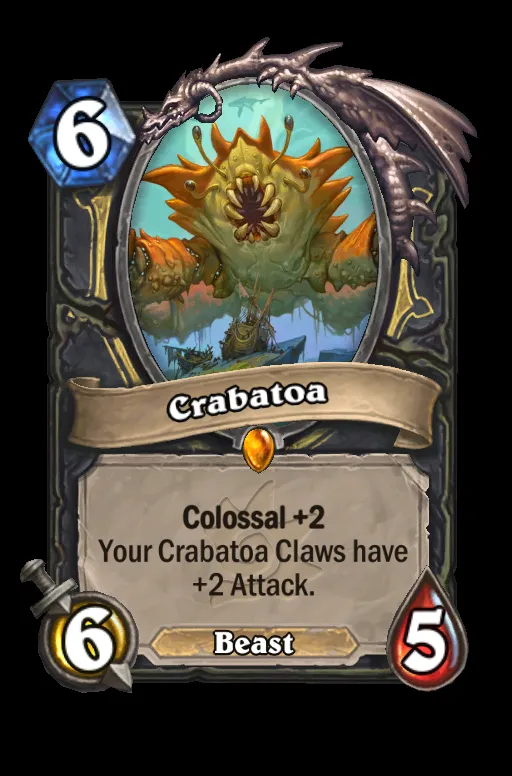 6
Crabatoa
Colossal +2
Your Crabatoa Claws have
+2 Attack.
6
Beast
5